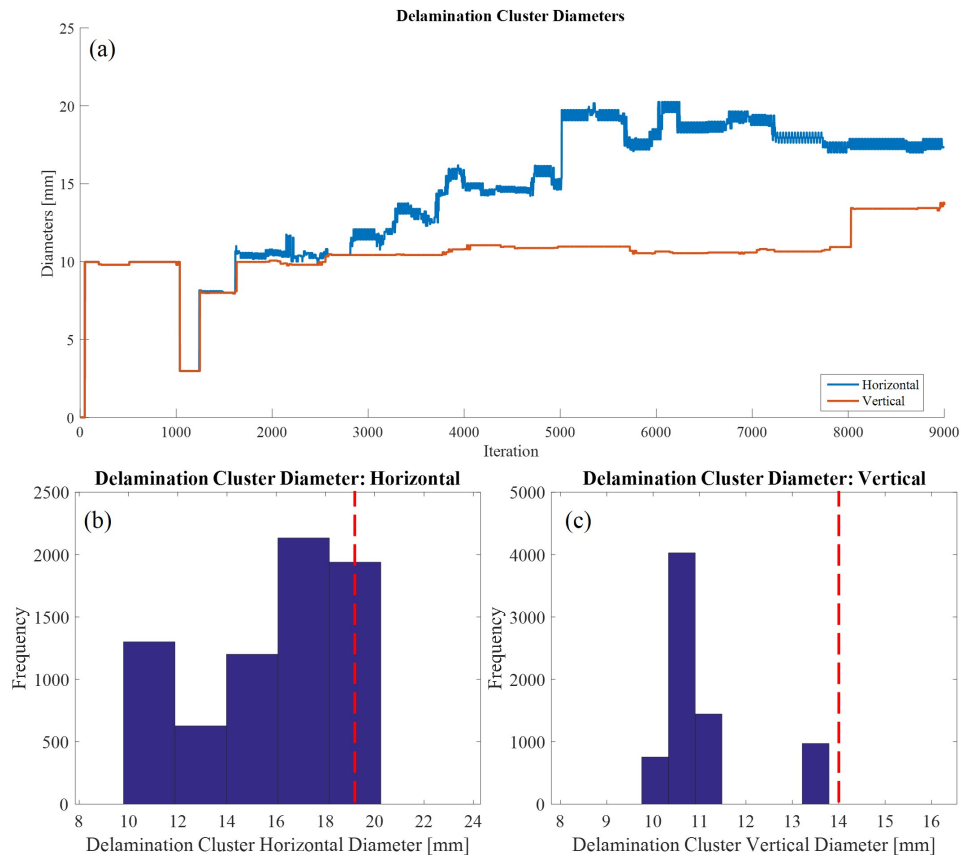 Delamination Cluster Diameters
(a)
25
20
15
10
5
0
Diameters [mm]
0 1000 2000 3000 4000 5000 6000 7000 8000 9000
Iteration
Horizontal
Vertical
Delamination Cluster Diameter: Horizontal
(b)
2500
2000
1500
1000
500
0
Frequency
8 10 12 14 16 18 20 22 24
Delamination Cluster Horizontal Diameter [mm]
Delamination Cluster Diameter: Vertical
(c)
5000
4000
3000
2000
1000
0
Frequency
8 9 10 11 12 13 14 15 16
Delamination Cluster Vertical Diameter [mm]